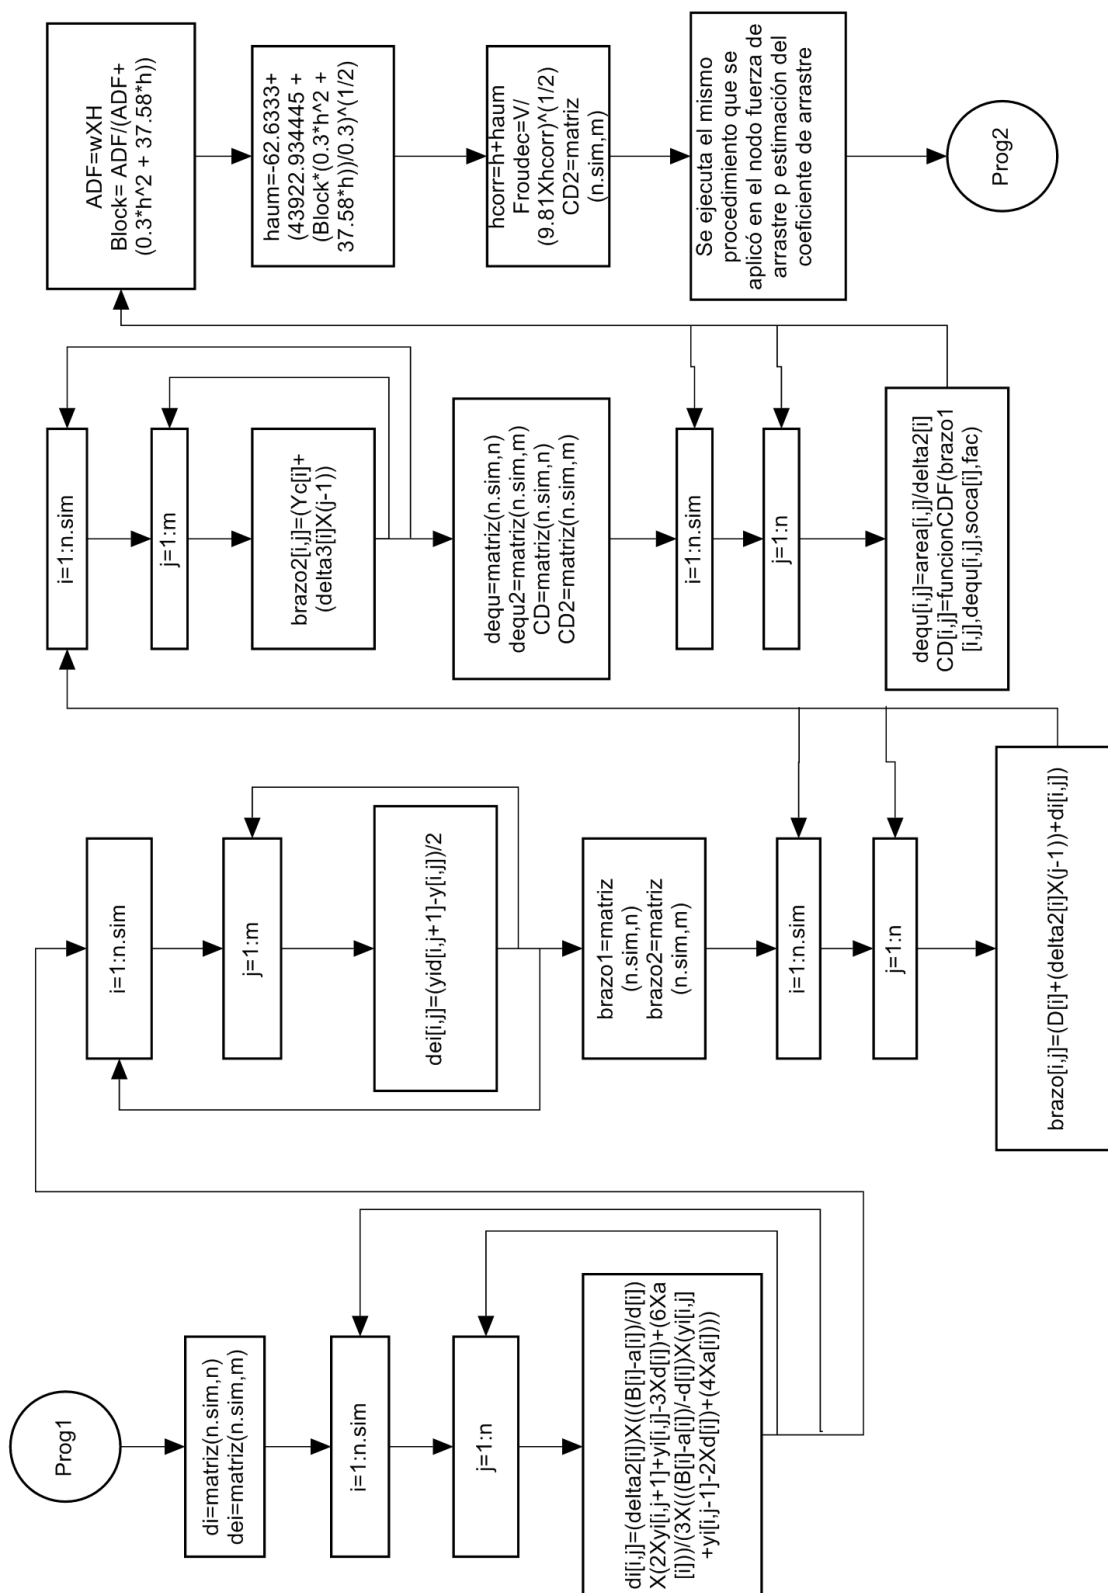 Prog1
di=matriz(n.sim,n)
dei=matriz(n.sim,m)
i=1:n.sim
j=1:n
di[i,j]=(delta2[i])X(((B[i]-a[i])/d[i])
X(2Xyi[i,j+1]+yi[i,j]-3Xd[i])+(6Xa
[i]))/(3X(((B[i]-a[i])/-d[i])X(yi[i,j]
+yi[i,j-1]-2Xd[i])+(4Xa[i])))
i=1:n.sim
j=1:m
dei[i,j]=(yid[i,j+1]-y[i,j])/2
brazo1=matriz
(n.sim,n)
brazo2=matriz
(n.sim,m)
i=1:n.sim
j=1:n
brazo[i,j]=(D[i]+(delta2[i]X(j-1))+di[i,j])
i=1:n.sim
j=1:m
brazo2[i,j]=(Yc[i]+
(delta3[i]X(j-1))
dequ=matriz(n.sim,n)
dequ2=matriz(n.sim,m)
CD=matriz(n.sim,n)
CD2=matriz(n.sim,m)
i=1:n.sim
j=1:n
dequ[i,j]=area[i,j]/delta2[i]
CD[i,j]=funcionCDF(brazo1
[i,j],dequ[i,j],soca[i],fac)
ADF=wXH
Block= ADF/(ADF+
(0.3*h^2 + 37.58*h))
haum=-62.6333+
(43922.934445 +
(Block*(0.3*h^2 +
37.58*h))/0.3)^(1/2)
hcorr=h+haum
Froudec=V/
(9.81Xhcorr)^(1/2)
CD2=matriz
(n.sim,m)
Se ejecuta el mismo
procedimiento que se
aplicó en el nodo fuerza de
arrastre p estimación del
coeficiente de arrastre
Prog2